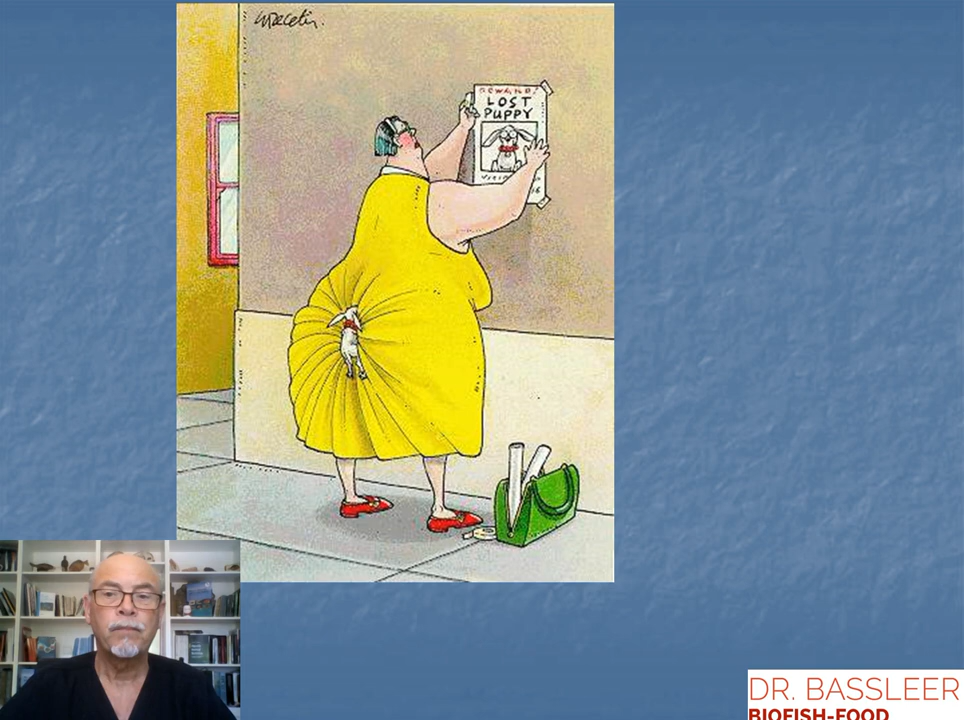 REWARD!
LOST
PUPPY
DR. BASSLEER
BIOFISH-FOOD